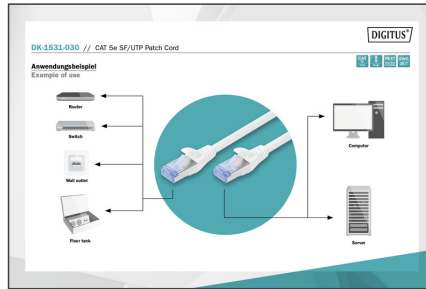 DIGITUS®
DK-1531-030 // CAT 5e SF/UTP Patch Cord
Anwendungsbeispiel
Example of use
Router
Switch
Wall outlet
Floor tank
Computer
Server